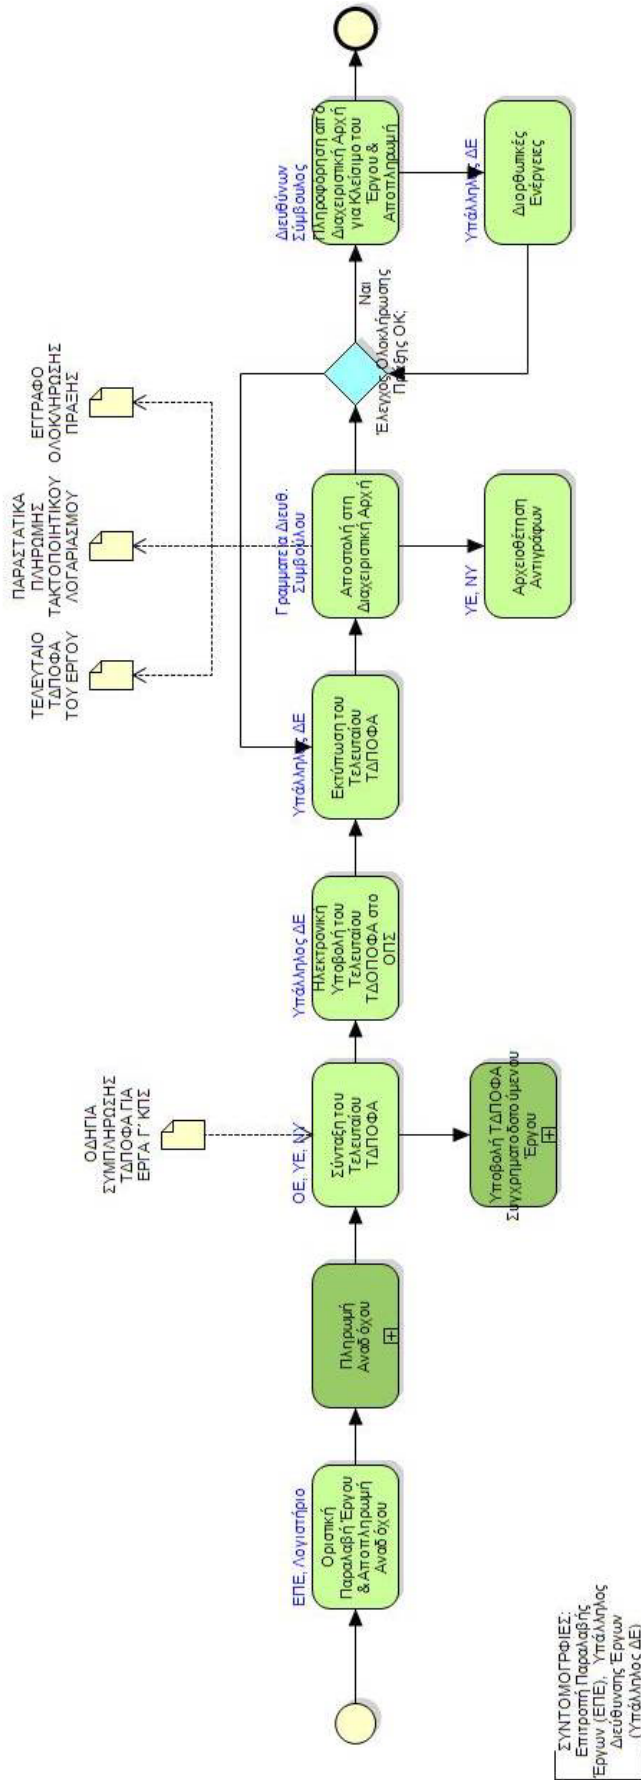 ΕΠΕ, Λογιστήριο
Οριστική
Παραλαβή Έργου
& Αποπληρωμή
Αναδόχου
Πληρωμή
Αναδόχου
ΟΔΗΓΙΑ
ΣΥΜΠΛΗΡΩΣΗΣ
ΤΔΠΟΦΑ ΓΙΑ
ΕΡΓΑ Γ' ΚΠΣ
ΟΕ, ΥΕ, ΝΥ
Σύνταξη του
Τελευταίου
ΤΔΠΟΦΑ
Υποβολή ΤΔΠΟΦΑ
Συγχρηματοδοτούμενου
Έργου
Υπάλληλος ΔΕ
Ηλεκτρονική
Υποβολή του
Τελευταίου
ΤΔΟΠΟΦΑ στο
ΟΠΣ
Υπάλληλος ΔΕ
Εκτύπωση του
Τελευταίου
ΤΔΠΟΦΑ
ΤΕΛΕΥΤΑΙΟ
ΤΔΠΟΦΑ
ΤΟΥ ΕΡΓΟΥ
ΠΑΡΑΣΤΑΤΙΚΑ
ΠΛΗΡΩΜΗΣ
ΤΑΚΤΟΠΟΙΗΤΙΚΟΥ
ΛΟΓΑΡΙΑΣΜΟΥ
ΕΓΓΡΑΦΟ
ΟΛΟΚΛΗΡΩΣΗΣ
ΠΡΑΞΗΣ
Γραμματεία Διευθ.
Συμβούλου
Αποστολή στη
Διαχειριστική Αρχή
ΥΕ, ΝΥ
Αρχειοθέτηση
Αντιγράφων
Έλεγχος Ολοκλήρωσης
Πράξης ΟΚ;
Ναι
Διευθύνων
Σύμβουλος
Πληροφόρηση από
Διαχειριστική Αρχή
για Κλείσιμο του
Έργου &
Αποπληρωμή
Υπάλληλος ΔΕ
Διορθωτικές
Ενέργειες
ΣΥΝΤΟΜΟΓΡΦΙΕΣ:
Επιτροπή Παραλαβής
Έργων (ΕΠΕ), Υπάλληλος
Διεύθυνσης Έργων
(Υπάλληλος ΔΕ)